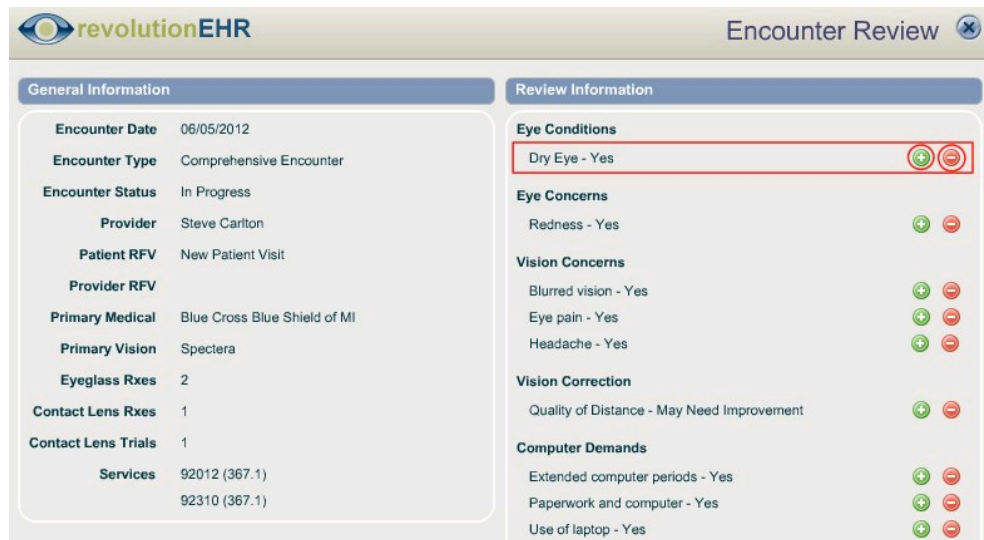 revolutionEHR
Encounter Review
General Information
Encounter Date 06/05/2012
Encounter Type Comprehensive Encounter
Encounter Status In Progress
Provider Steve Carlton
Patient RFV New Patient Visit
Provider RFV
Primary Medical Blue Cross Blue Shield of MI
Primary Vision Spectera
Eyeglass Rxes 2
Contact Lens Rxes 1
Contact Lens Trials 1
Services 92012 (367.1)
92310 (367.1)
Review Information
Eye Conditions
Dry Eye - Yes
Eye Concerns
Redness - Yes
Vision Concerns
Blurred vision - Yes
Eye pain - Yes
Headache - Yes
Vision Correction
Quality of Distance - May Need Improvement
Computer Demands
Extended computer periods - Yes
Paperwork and computer - Yes
Use of laptop - Yes